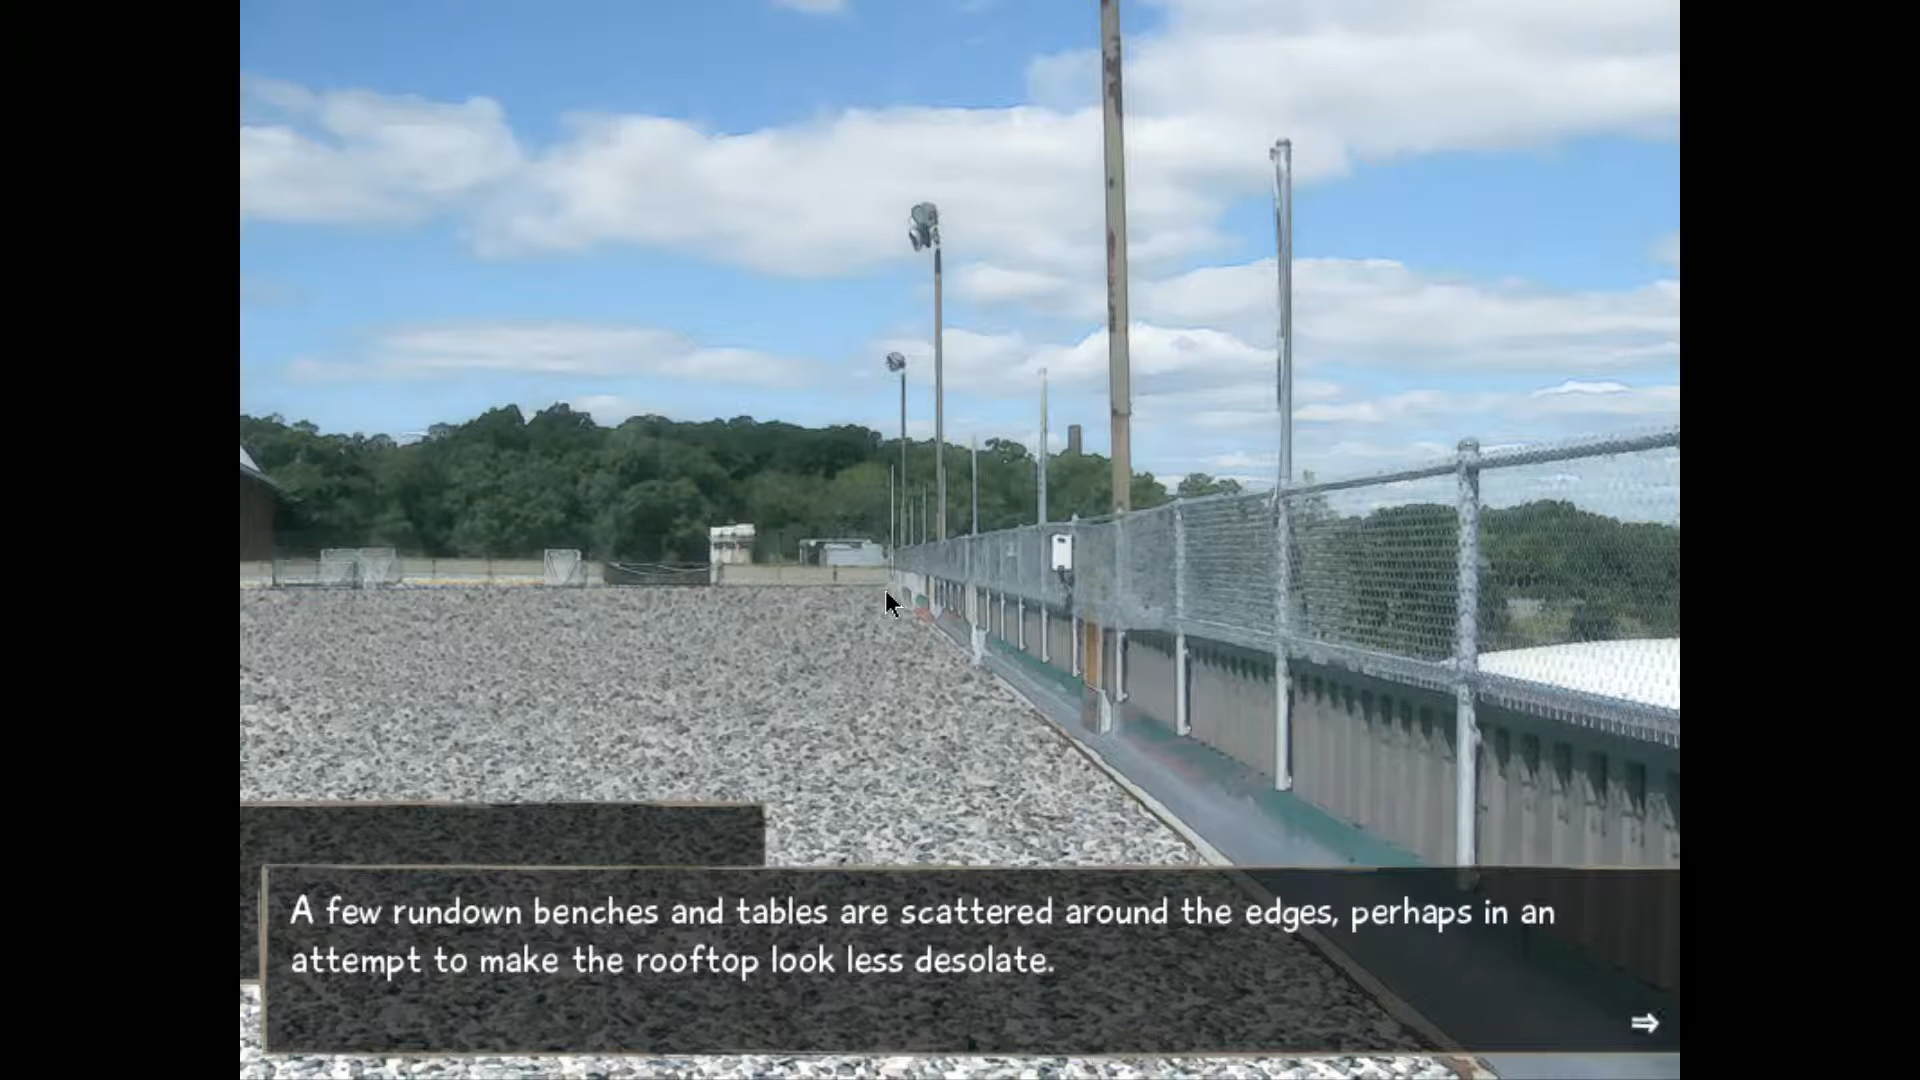 A few rundown benches and tables are scattered around the edges, perhaps in an
attempt to make the rooftop look less desolate.